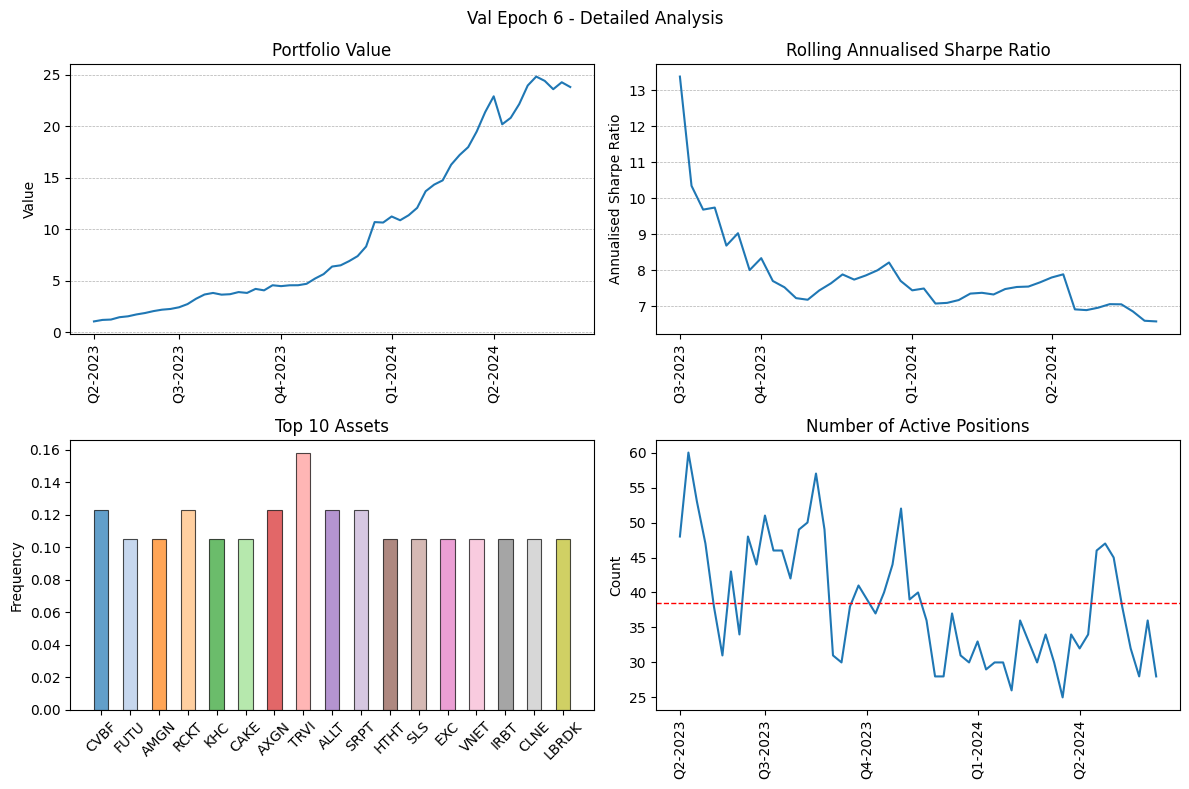 Val Epoch 6 - Detailed Analysis
Portfolio Value
25
20
15
10
5
0
Value
Q2-2023
Q3-2023
Q4-2023
Q1-2024
Q2-2024
Rolling Annualised Sharpe Ratio
13
12
11
10
9
8
7
Annualised Sharpe Ratio
Q3-2023
Q4-2023
Q1-2024
Q2-2024
Top 10 Assets
0.16
0.14
0.12
0.10
0.08
0.06
0.04
0.02
0.00
Frequency
CVBF
FUTU
AMGN
RCKT
KHC
CAKE
AXGN
TRVI
ALLT
SRPT
HTHT
SLS
EXC
VNET
IRBT
CLNE
LBRDK
Number of Active Positions
60
55
50
45
40
35
30
25
Count
Q2-2023
Q3-2023
Q4-2023
Q1-2024
Q2-2024